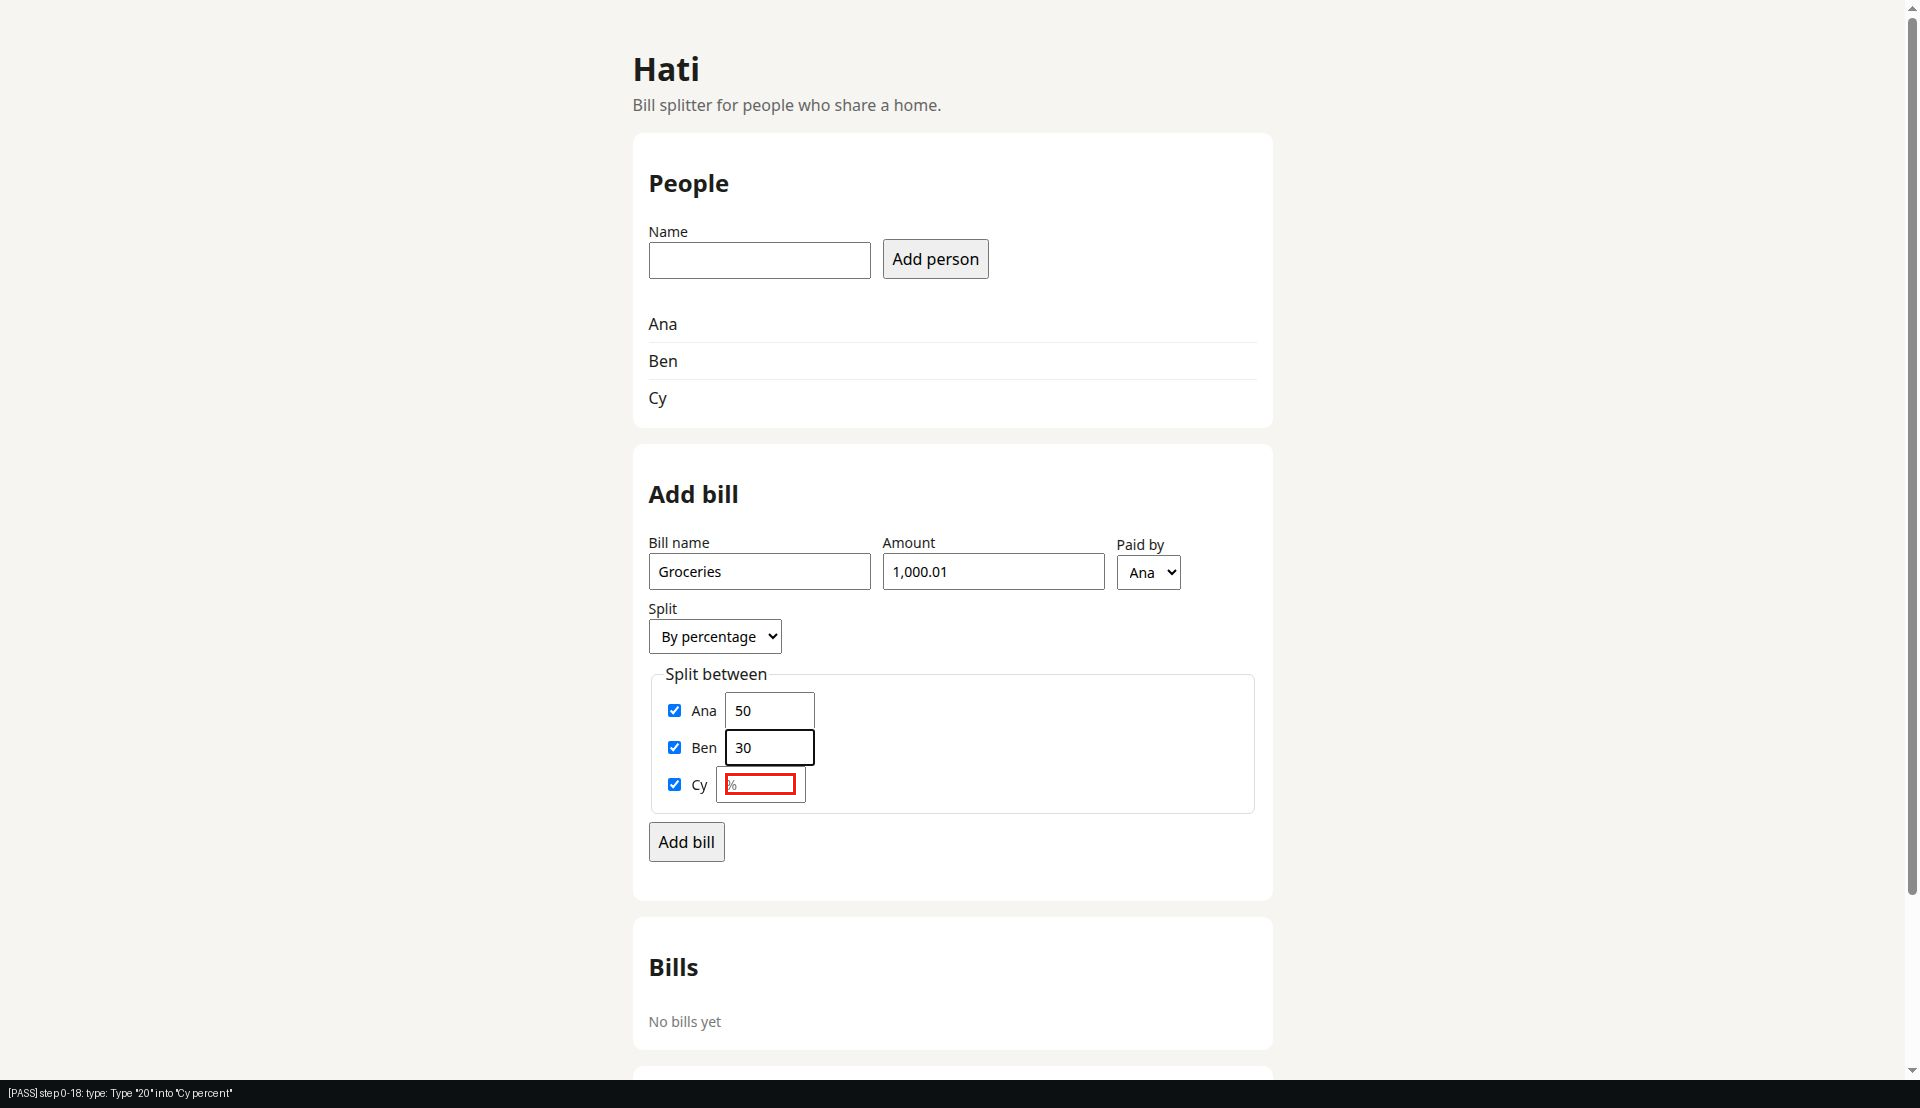 Hati
Bill splitter for people who share a home.
People
Name
Add person
Ana
Ben
Cy
Add bill
Bill name Amount Paid by
Groceries 1,000.01 Ana
Split
By percentage
Split between
Ana 50
Ben 30
Cy %
Add bill
Bills
No bills yet
[PASS] step 0-18: type: Type "20" into "Cy percent"